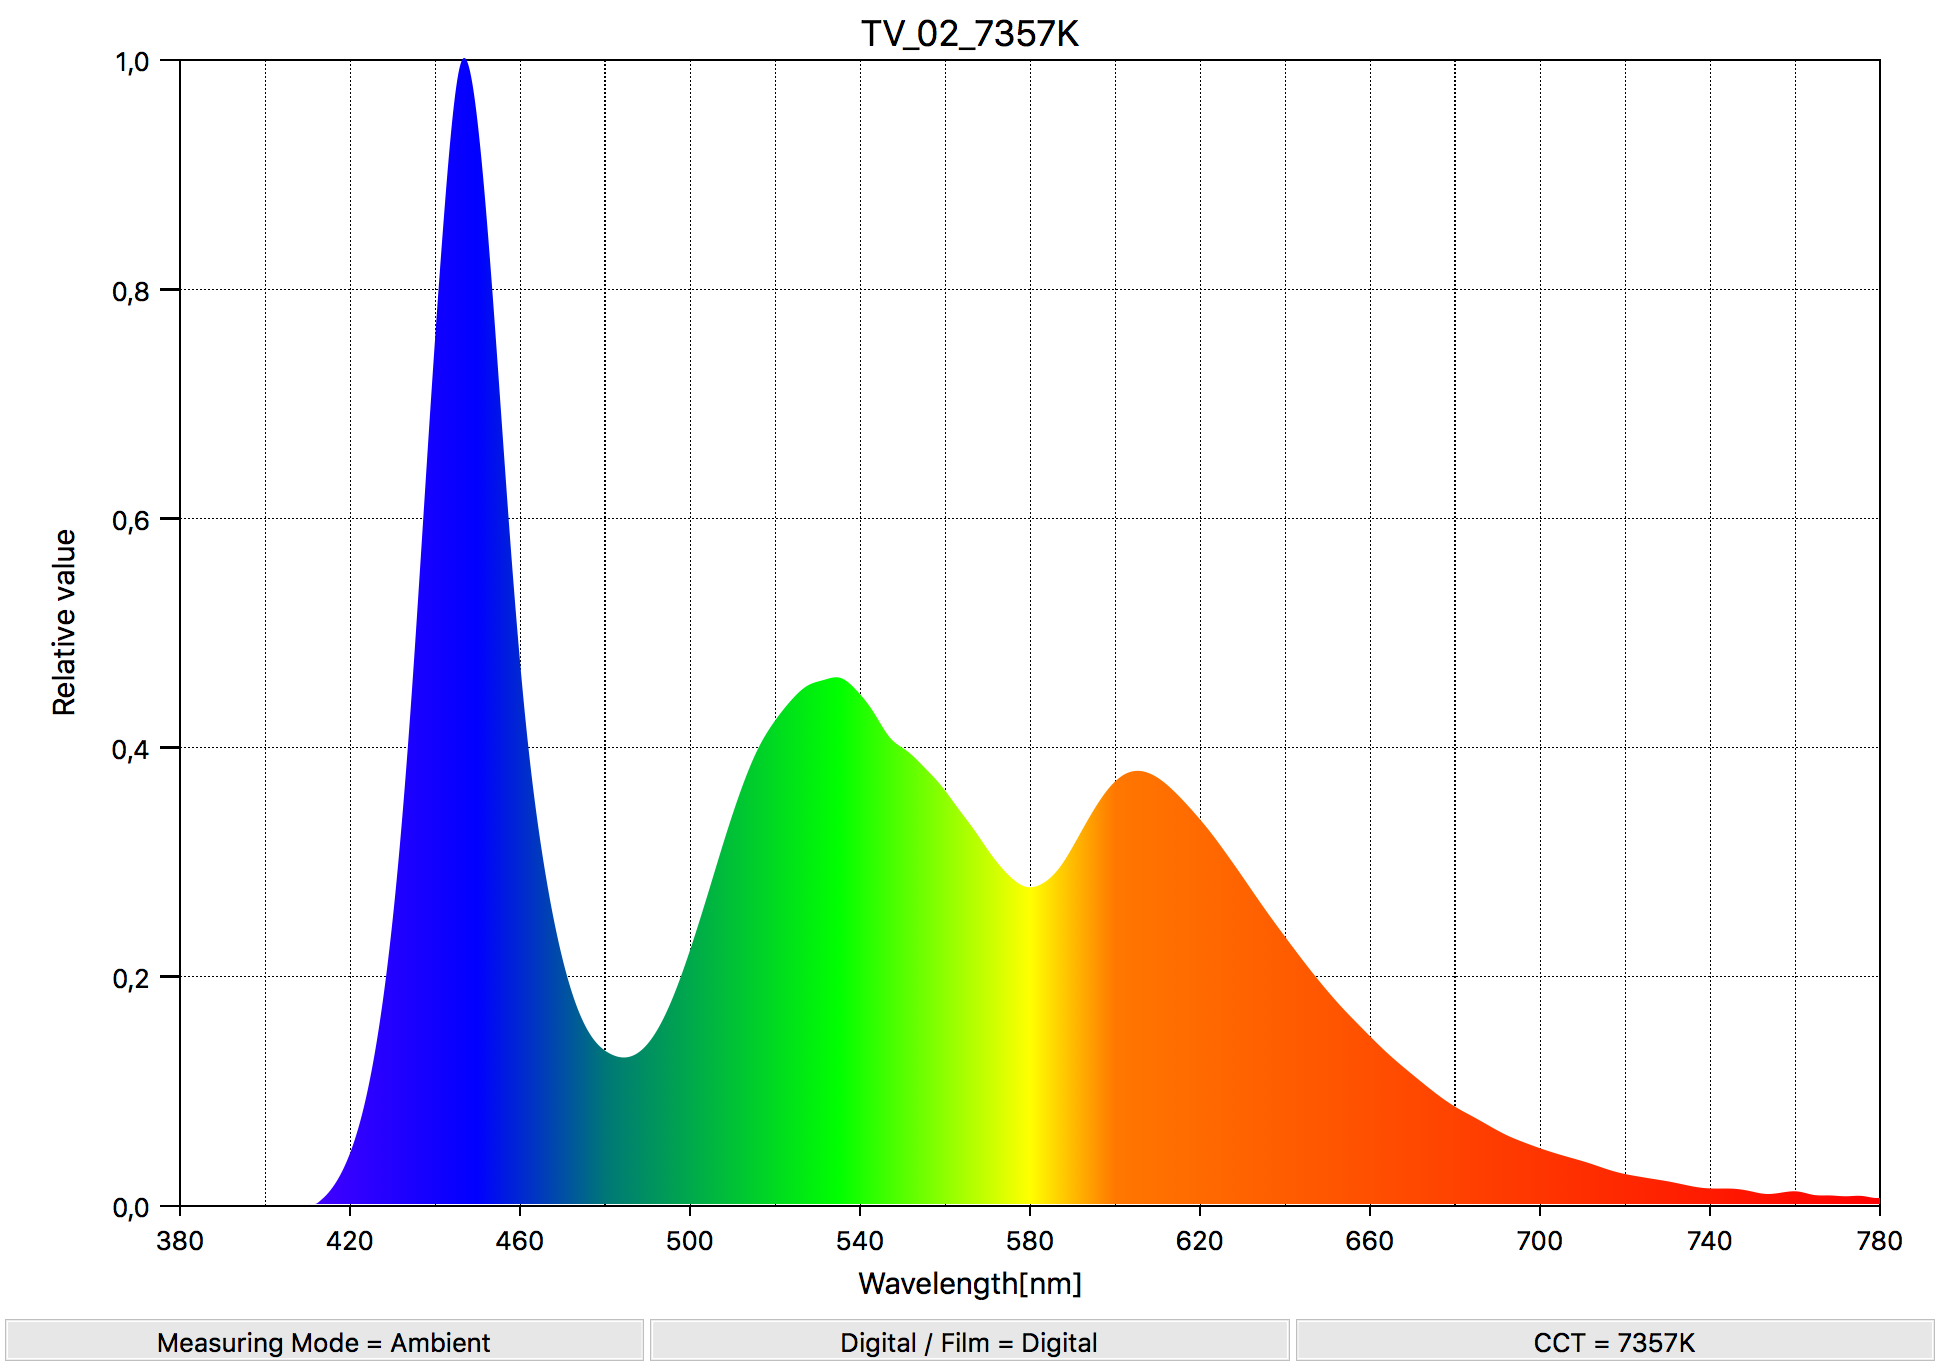 TV_02_7357K
1,0
0,8
0,6
0,4
0,2
0,0
Relative value
380 420 460 500 540 580 620 660 700 740 780
Wavelength[nm]
Measuring Mode = Ambient
Digital / Film = Digital
CCT = 7357K